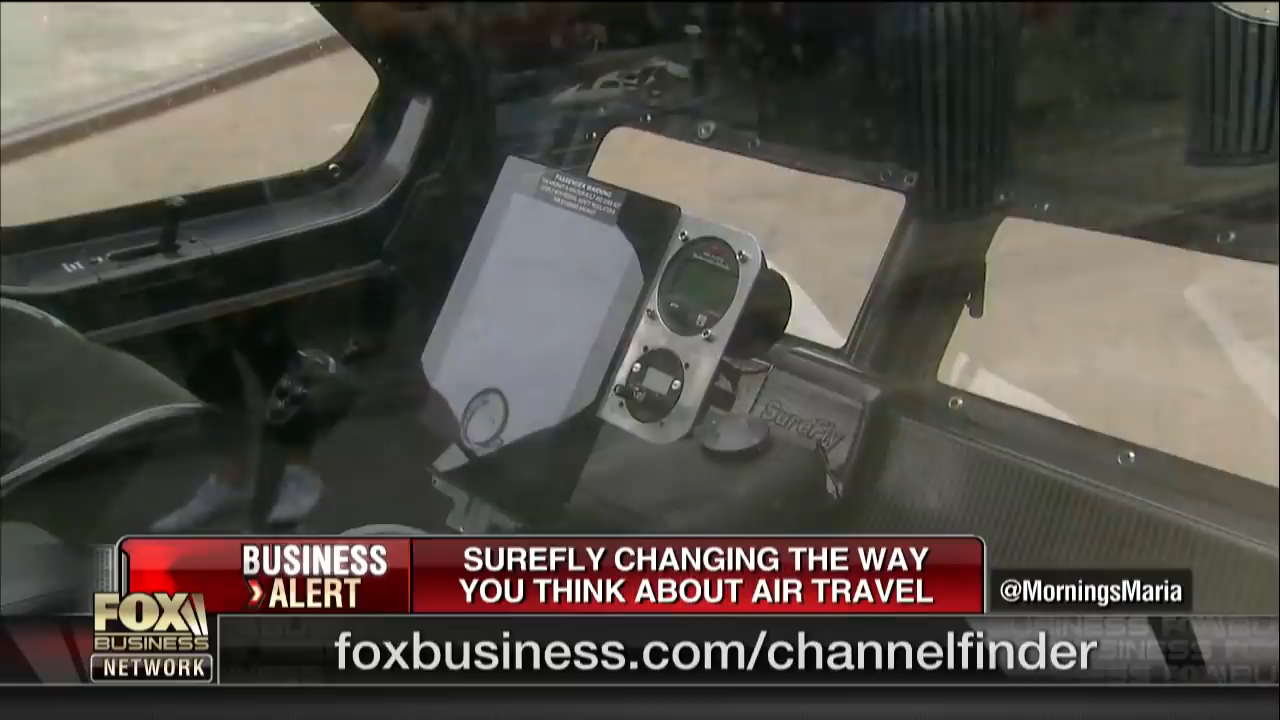 PASSENGER WARNING
SureFly
BUSINESS
ALERT
SUREFLY CHANGING THE WAY
YOU THINK ABOUT AIR TRAVEL
@MorningsMaria
FOX
BUSINESS
NETWORK
foxbusiness.com/channelfinder